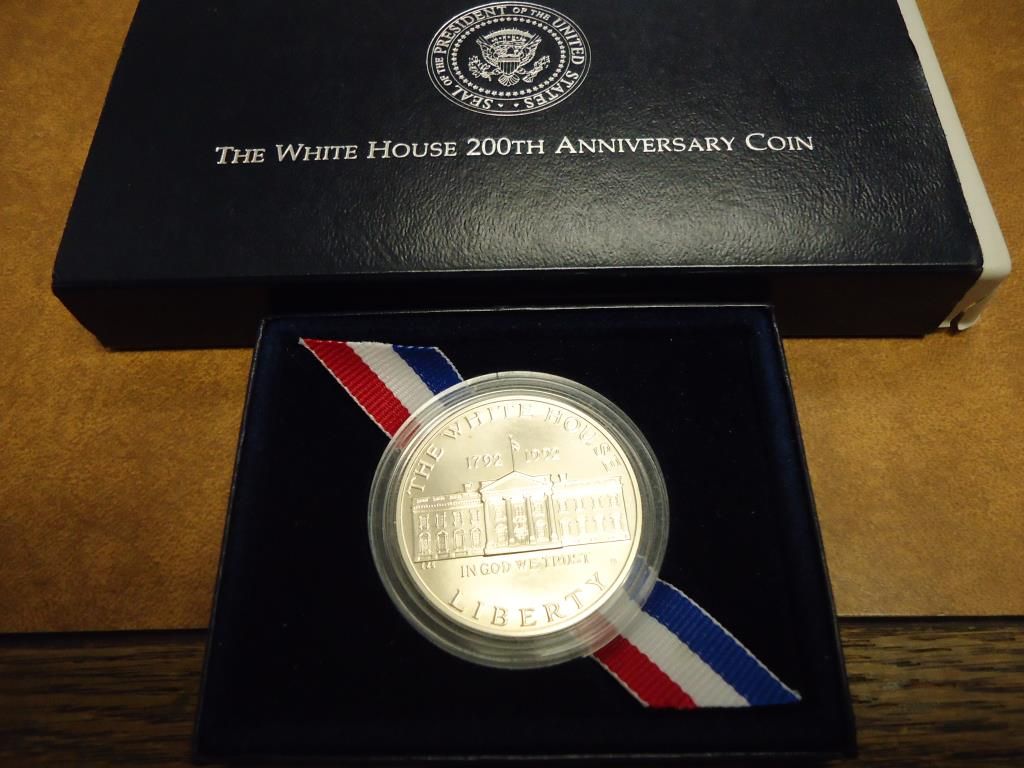 SEAL OF THE PRESIDENT OF THE UNITED STATES
THE WHITE HOUSE 200TH ANNIVERSARY COIN
THE WHITE HOUSE
1792 1992
IN GOD WE TRUST
LIBERTY